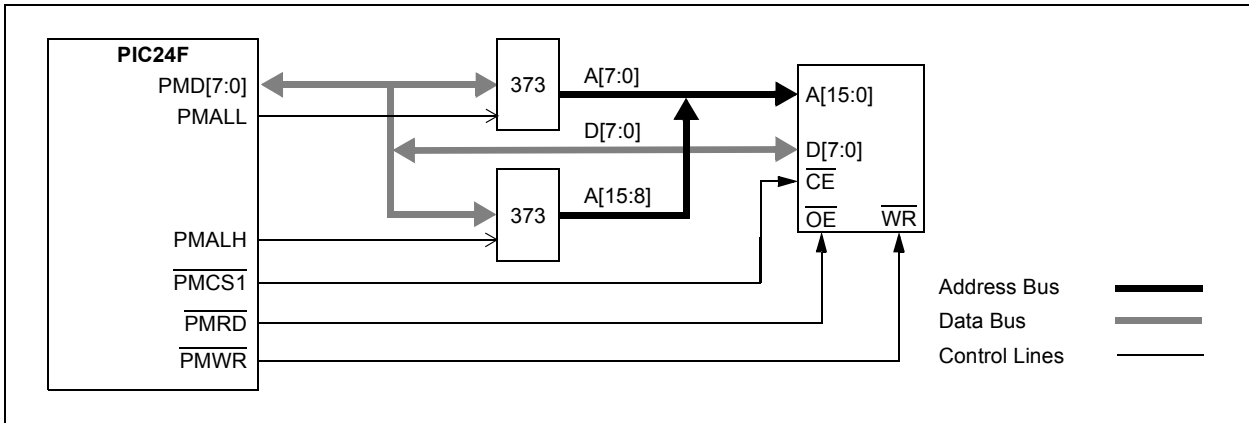 PIC24F
PMD[7:0]
PMALL
PMALH
PMCS1
PMRD
PMWR
373
A[7:0]
D[7:0]
373
A[15:8]
A[15:0]
D[7:0]
CE
OE WR
Address Bus
Data Bus
Control Lines